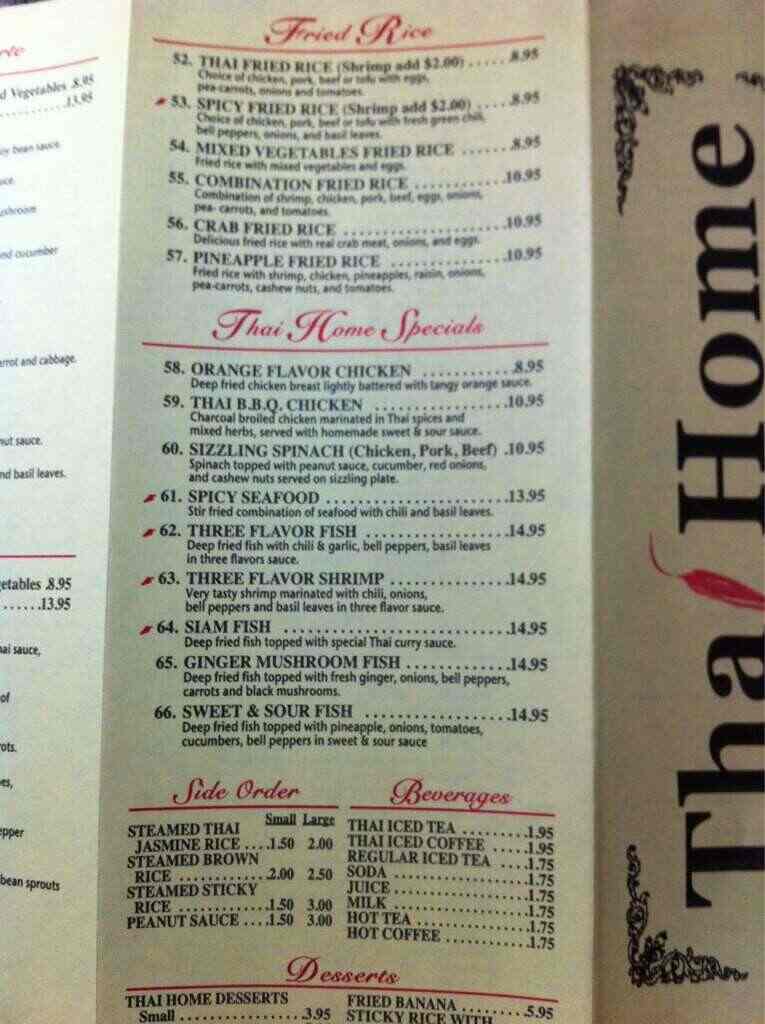 rte
d Vegetables 8.95
............13.95
oy bean sauce
uce.
ushroom
nd cucumber
arrot and cabbage.
nut sauce.
nd basil leaves.
getables 8.95
......13.95
hai sauce,
of
rots.
oes,
epper
bean sprouts
Fried Rice
52. THAI FRIED RICE (Shrimp add $2.00) ......8.95
Choice of chicken, pork, beef or tofu with eggs,
pea-carrots, onions and tomatoes.
53. SPICY FRIED RICE (Shrimp add $2.00) .....8.95
Choice of chicken, pork, beef or tofu with fresh green chili,
bell peppers, onions, and basil leaves.
54. MIXED VEGETABLES FRIED RICE .......8.95
Fried rice with mixed vegetables and eggs.
55. COMBINATION FRIED RICE ............10.95
Combination of shrimp, chicken, pork, beef, eggs, onions,
pea- carrots, and tomatoes.
56. CRAB FRIED RICE .....................10.95
Delicious fried rice with real crab meat, onions, and eggs.
57. PINEAPPLE FRIED RICE ...............10.95
Fried rice with shrimp, chicken, pineapples, raisin, onions,
pea-carrots, cashew nuts, and tomatoes.
Thai Home Specials
58. ORANGE FLAVOR CHICKEN ............8.95
Deep fried chicken breast lightly battered with tangy orange sauce.
59. THAI B.B.Q. CHICKEN .................10.95
Charcoal broiled chicken marinated in Thai spices and
mixed herbs, served with homemade sweet & sour sauce.
60. SIZZLING SPINACH (Chicken, Pork, Beef) .10.95
Spinach topped with peanut sauce, cucumber, red onions,
and cashew nuts served on sizzling plate.
61. SPICY SEAFOOD ........................13.95
Stir fried combination of seafood with chili and basil leaves.
62. THREE FLAVOR FISH ...................14.95
Deep fried fish with chili & garlic, bell peppers, basil leaves
in three flavors sauce.
63. THREE FLAVOR SHRIMP ...............14.95
Very tasty shrimp marinated with chili, onions,
bell peppers and basil leaves in three flavor sauce.
64. SIAM FISH .............................14.95
Deep fried fish topped with special Thai curry sauce.
65. GINGER MUSHROOM FISH .............14.95
Deep fried fish topped with fresh ginger, onions, bell peppers,
carrots and black mushrooms.
66. SWEET & SOUR FISH ...................14.95
Deep fried fish topped with pineapple, onions, tomatoes,
cucumbers, bell peppers in sweet & sour sauce
Side Order
Small Large
STEAMED THAI
JASMINE RICE ....1.50 2.00
STEAMED BROWN
RICE ............2.00 2.50
STEAMED STICKY
RICE ............1.50 3.00
PEANUT SAUCE ....1.50 3.00
Beverages
THAI ICED TEA .........1.95
THAI ICED COFFEE .....1.95
REGULAR ICED TEA ....1.75
SODA ..................1.75
JUICE ..................1.75
MILK ..................1.75
HOT TEA ...............1.75
HOT COFFEE ...........1.75
Desserts
THAI HOME DESSERTS
Small .................3.95
FRIED BANANA .........5.95
STICKY RICE WITH
Thai Home